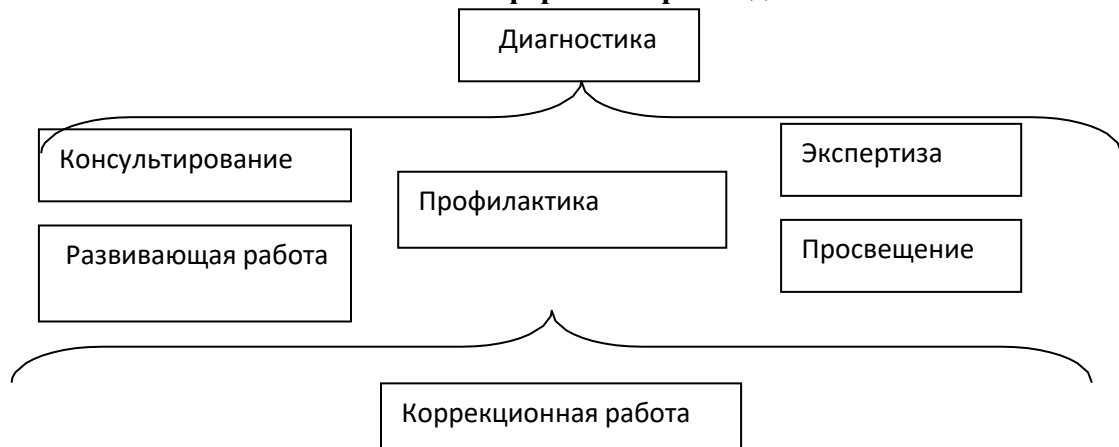 Диагностика
Консультирование
Экспертиза
Профилактика
Развивающая работа
Просвещение
Коррекционная работа